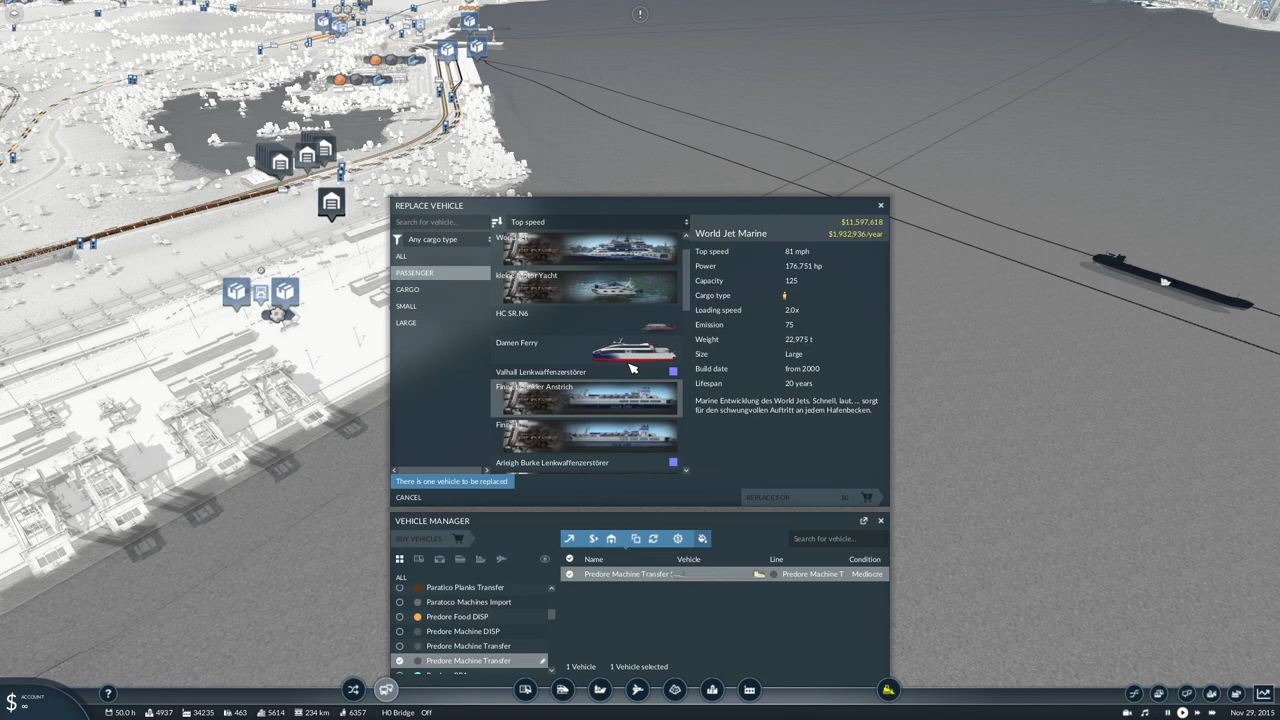 REPLACE VEHICLE
Search for vehicle...
Top speed
$11,597,618
$1,932,936/year
World Jet Marine
Any cargo type
ALL
PASSENGER
CARGO
SMALL
LARGE
HC SR.N6
Damen Ferry
Valhall Lenkwaffenzerstörer
Arleigh Burke Lenkwaffenzerstörer
Top speed 81 mph
Power 176,751 hp
Capacity 125
Cargo type
Loading speed 2.0x
Emission 75
Weight 22,975 t
Size Large
Build date from 2000
Lifespan 20 years
Marine Entwicklung des World Jets. Schnell, laut, ... sorgt
für den schwungvollen Auftritt an jedem Hafenbecken.
There is one vehicle to be replaced
CANCEL
REPLACE FOR $0
VEHICLE MANAGER
BUY VEHICLES
Search for vehicle...
Name Vehicle Line Condition
Predore Machine Transfer Predore Machine T Mediocre
ALL
Paratico Planks Transfer
Paratoco Machines Import
Predore Food DISP
Predore Machine DISP
Predore Machine Transfer
Predore Machine Transfer
1 Vehicle 1 Vehicle selected
$ ACCOUNT ∞
?
50.0 h 4937 34235 463 5614 234 km 6357 H0 Bridge Off
Nov 29, 2015